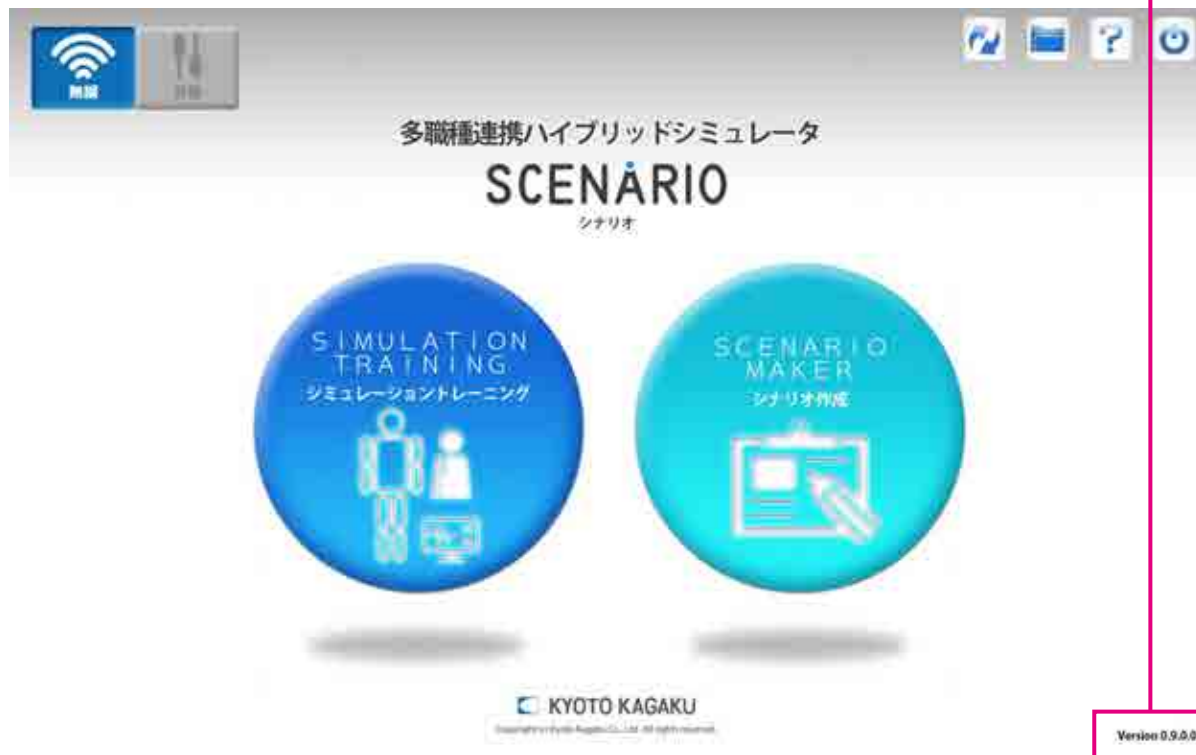 無線
多職種連携ハイブリッドシミュレータ
SCENARIO
シナリオ
SIMULATION
TRAINING
シミュレーショントレーニング
SCENARIO
MAKER
シナリオ作成
KYOTO KAGAKU
Version 0.9.0.0